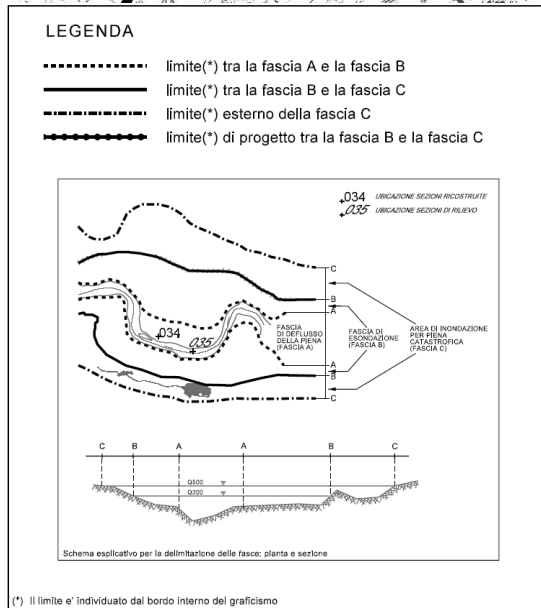 LEGENDA
limite(*) tra la fascia A e la fascia B
limite(*) tra la fascia B e la fascia C
limite(*) esterno della fascia C
limite(*) di progetto tra la fascia B e la fascia C
034 UBICAZIONE SEZIONI RICOSTRUITE
035 UBICAZIONE SEZIONI DI RILIEVO
C
B
A
034
035
FASCIA
DI DEFLUSSO
DELLA PIENA
(FASCIA A)
FASCIA DI
ESONDAZIONE
(FASCIA B)
AREA DI INONDAZIONE
PER PIENA
CATASTROFICA
(FASCIA C)
A
B
C
C B A A B C
Q500
Q200
Schema esplicativo per la delimitazione delle fasce: planta e sezione
(*) Il limite e' individuato dal bordo interno del graficismo